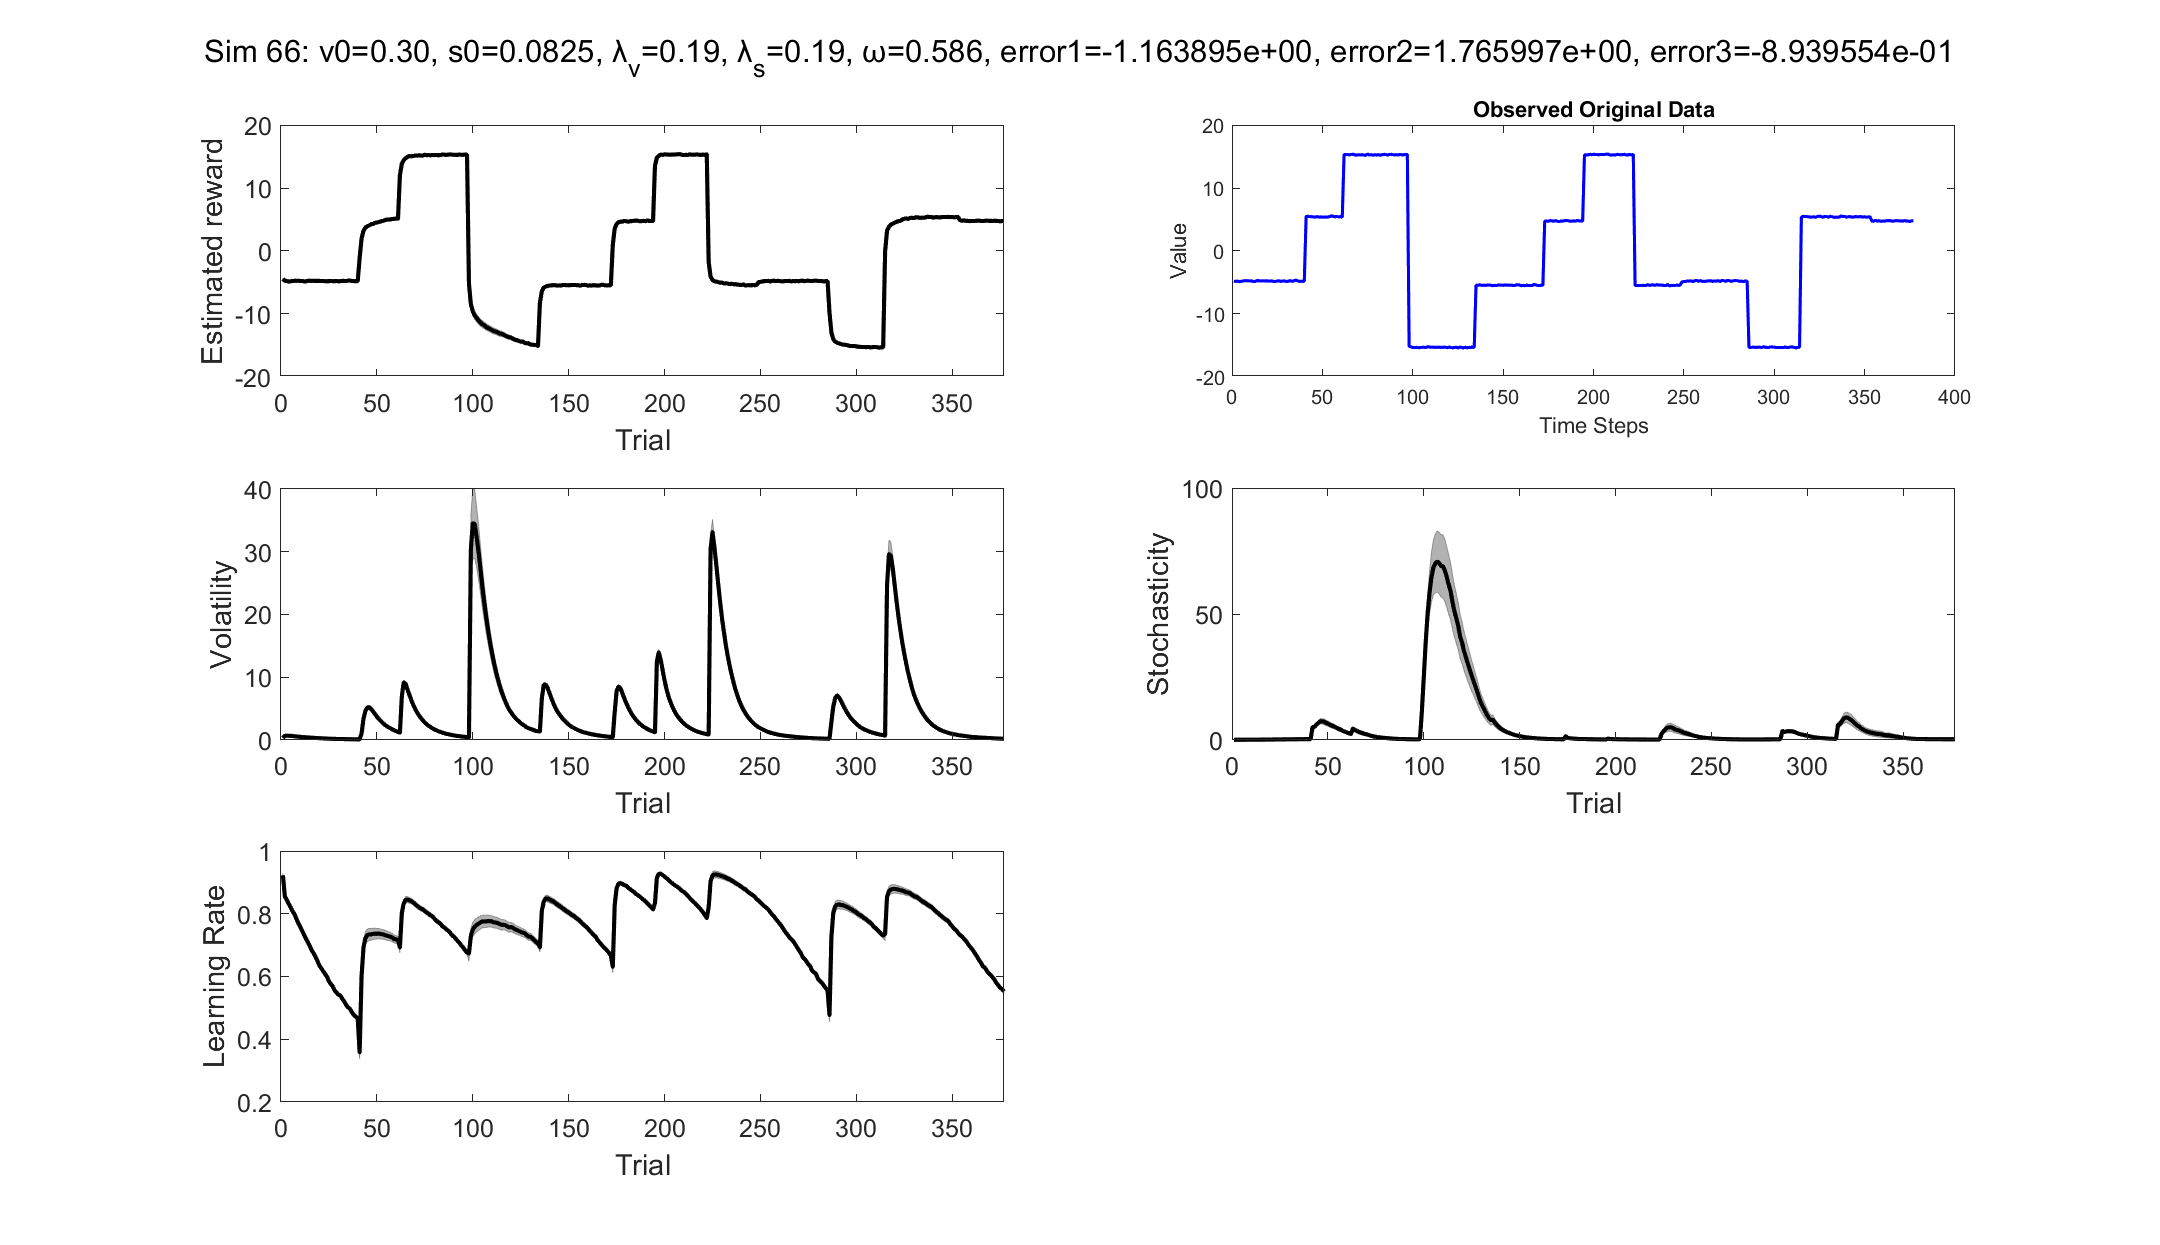 Sim 66: v0=0.30, s0=0.0825, λv=0.19, λs=0.19, ω=0.586, error1=-1.163895e+00, error2=1.765997e+00, error3=-8.939554e-01
20
10
0
-10
-20
Estimated reward
0 50 100 150 200 250 300 350
Trial
Observed Original Data
20
10
0
-10
-20
Value
0 50 100 150 200 250 300 350 400
Time Steps
40
30
20
10
0
Volatility
0 50 100 150 200 250 300 350
Trial
100
50
0
Stochasticity
0 50 100 150 200 250 300 350
Trial
1
0.8
0.6
0.4
0.2
Learning Rate
0 50 100 150 200 250 300 350
Trial